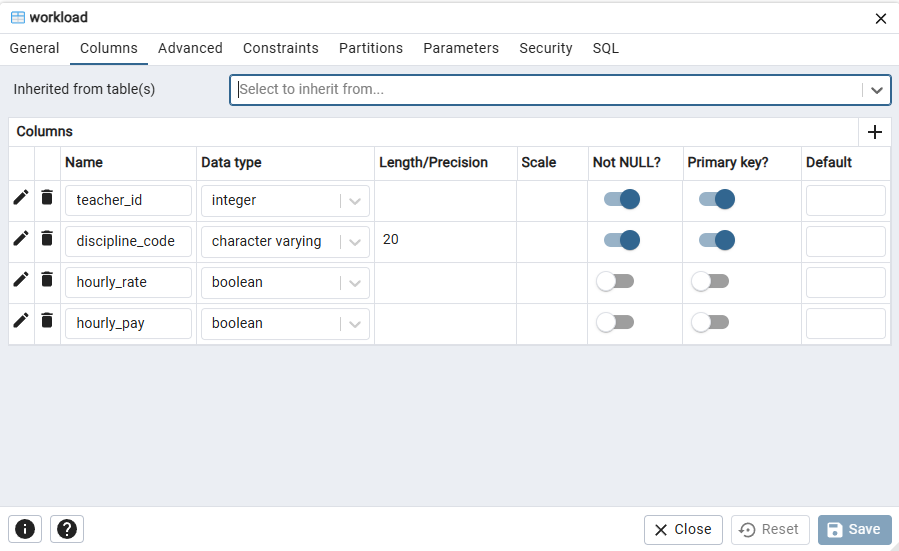 workload
General Columns Advanced Constraints Partitions Parameters Security SQL
Inherited from table(s) Select to inherit from...
Columns
Name Data type Length/Precision Scale Not NULL? Primary key? Default
teacher_id integer
discipline_code character varying 20
hourly_rate boolean
hourly_pay boolean
Close Reset Save